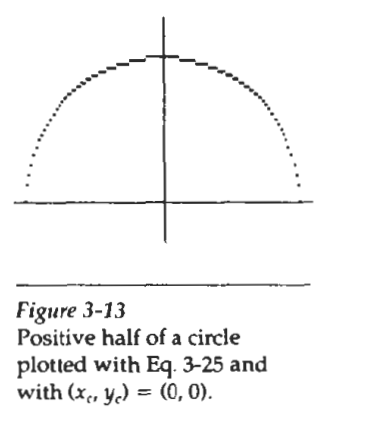 Figure 3-13
Positive half of a circle
plotted with Eq. 3-25 and
with (x_c, y_c) = (0, 0).